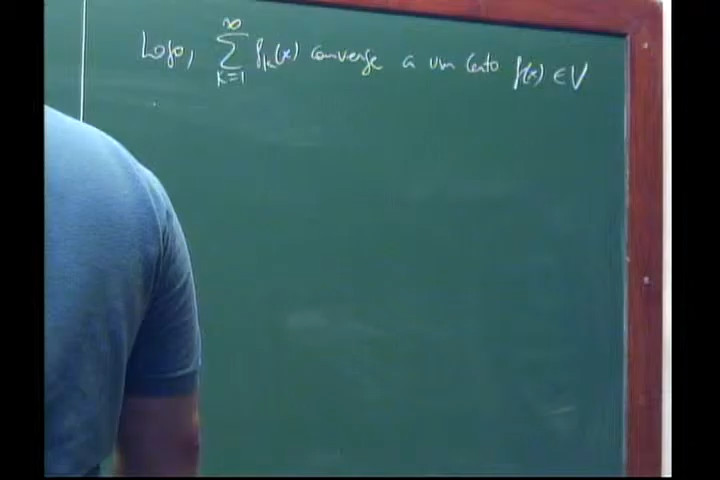 Logo, ∑_{k=1}^{∞} f_k(x) converge a um certo f(x) ∈ V